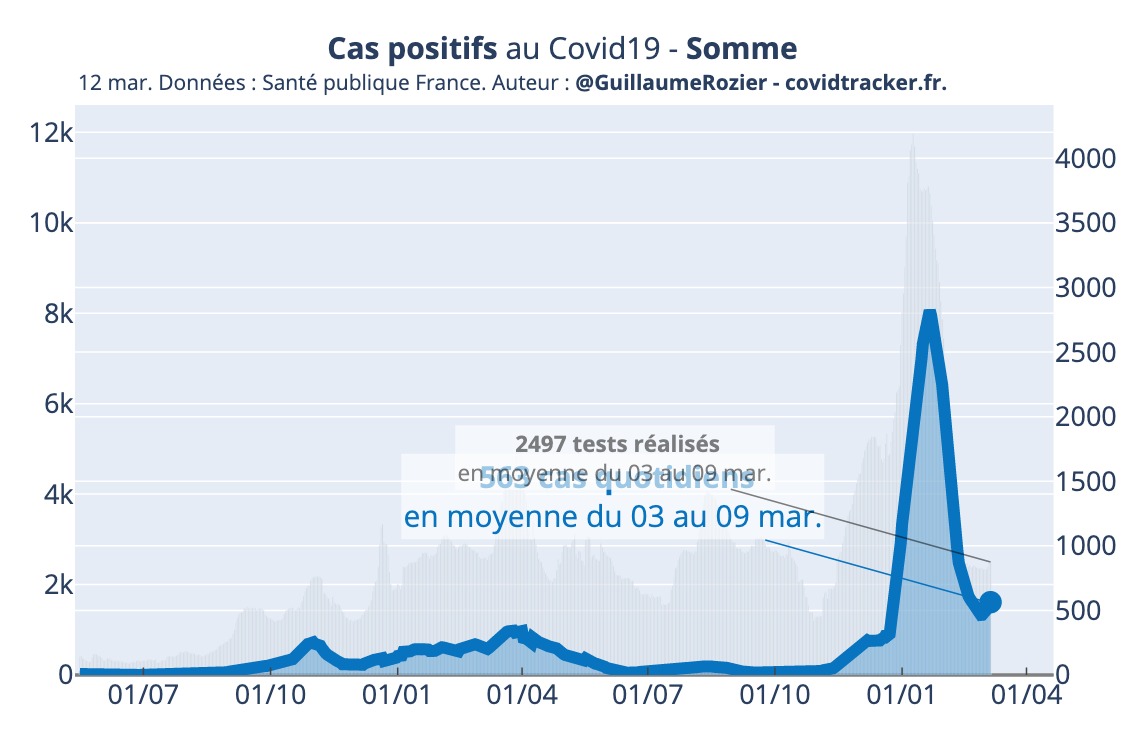 Cas positifs au Covid19 - Somme
12 mar. Données : Santé publique France. Auteur : @GuillaumeRozier - covidtracker.fr.
12k
10k
8k
6k
4k
2k
0
4000
3500
3000
2500
2000
1500
1000
500
0
2497 tests réalisés
en moyenne du 03 au 09 mar.
563 cas quotidiens
en moyenne du 03 au 09 mar.
01/07
01/10
01/01
01/04
01/07
01/10
01/01
01/04